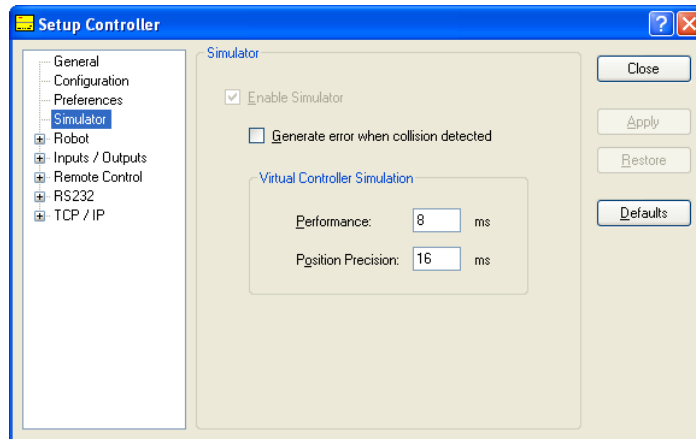 Setup Controller
General
Configuration
Preferences
Simulator
Robot
Inputs / Outputs
Remote Control
RS232
TCP / IP
Simulator
Enable Simulator
Generate error when collision detected
Virtual Controller Simulation
Performance: 8 ms
Position Precision: 16 ms
Close
Apply
Restore
Defaults